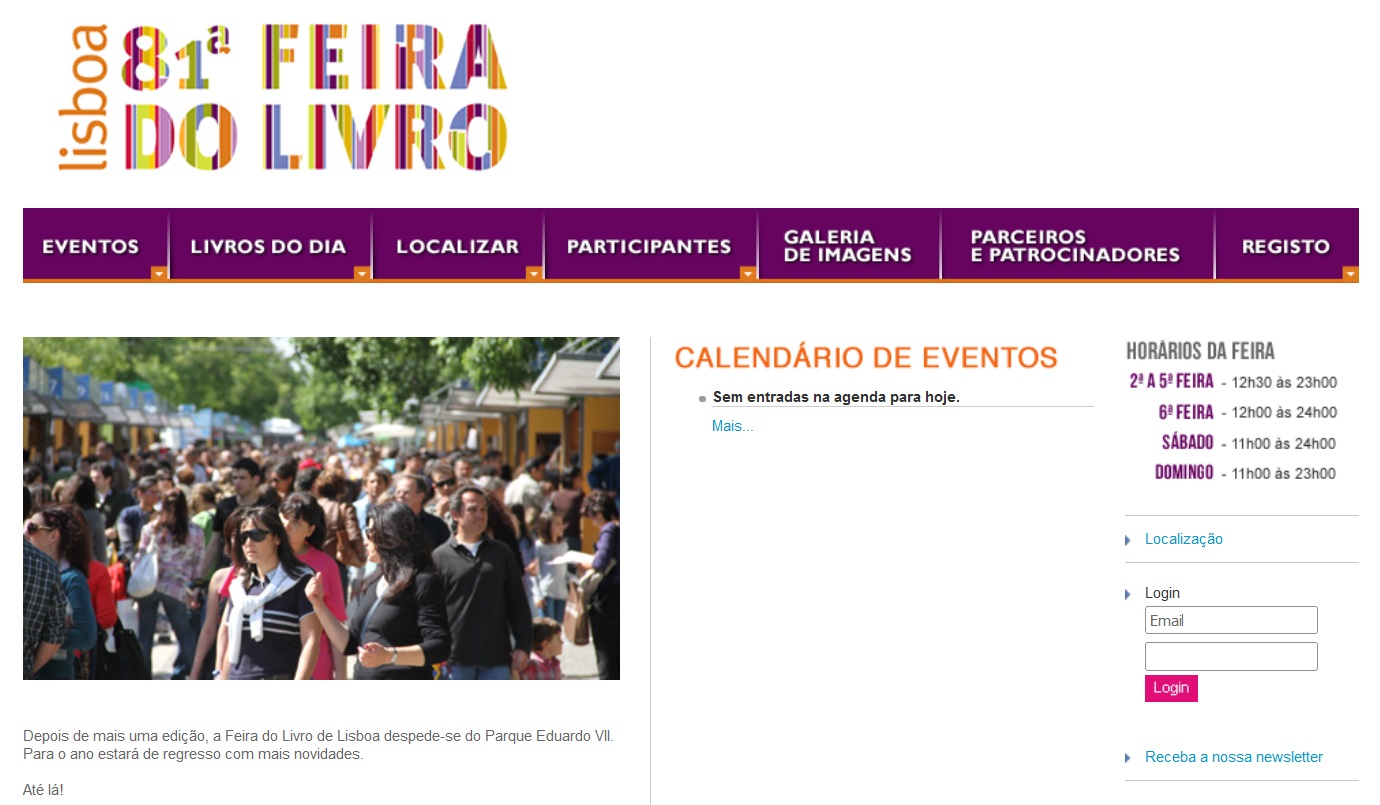 lisboa
81ª FEIRA
DO LIVRO
EVENTOS
LIVROS DO DIA
LOCALIZAR
PARTICIPANTES
GALERIA
DE IMAGENS
PARCEIROS
E PATROCINADORES
REGISTO
CALENDÁRIO DE EVENTOS
Sem entradas na agenda para hoje.
Mais...
HORÁRIOS DA FEIRA
2ª A 5ª FEIRA - 12h30 às 23h00
6ª FEIRA - 12h00 às 24h00
SÁBADO - 11h00 às 24h00
DOMINGO - 11h00 às 23h00
Localização
Login
Email
Login
Receba a nossa newsletter
Depois de mais uma edição, a Feira do Livro de Lisboa despede-se do Parque Eduardo VII.
Para o ano estará de regresso com mais novidades.
Até lá!